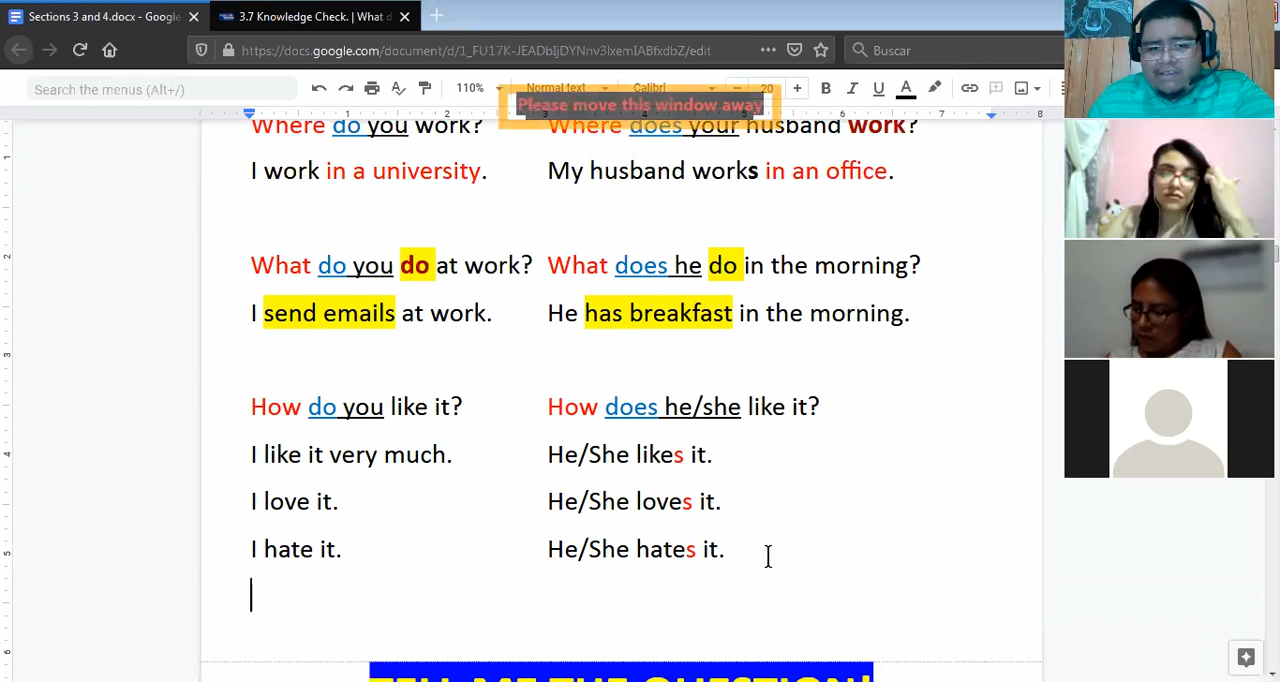 Sections 3 and 4.docx - Google
3.7 Knowledge Check. | What d
https://docs.google.com/document/d/1_FU17K-JEADbIjDYNnv3lxemIABfxdbZ/edit
Buscar
Search the menus (Alt+/)
110%
Normal text
Calibri
20
Please move this window away
Where do you work? Where does your husband work?
I work in a university. My husband works in an office.
What do you do at work? What does he do in the morning?
I send emails at work. He has breakfast in the morning.
How do you like it? How does he/she like it?
I like it very much. He/She likes it.
I love it. He/She loves it.
I hate it. He/She hates it.
TELL ME THE QUESTION!